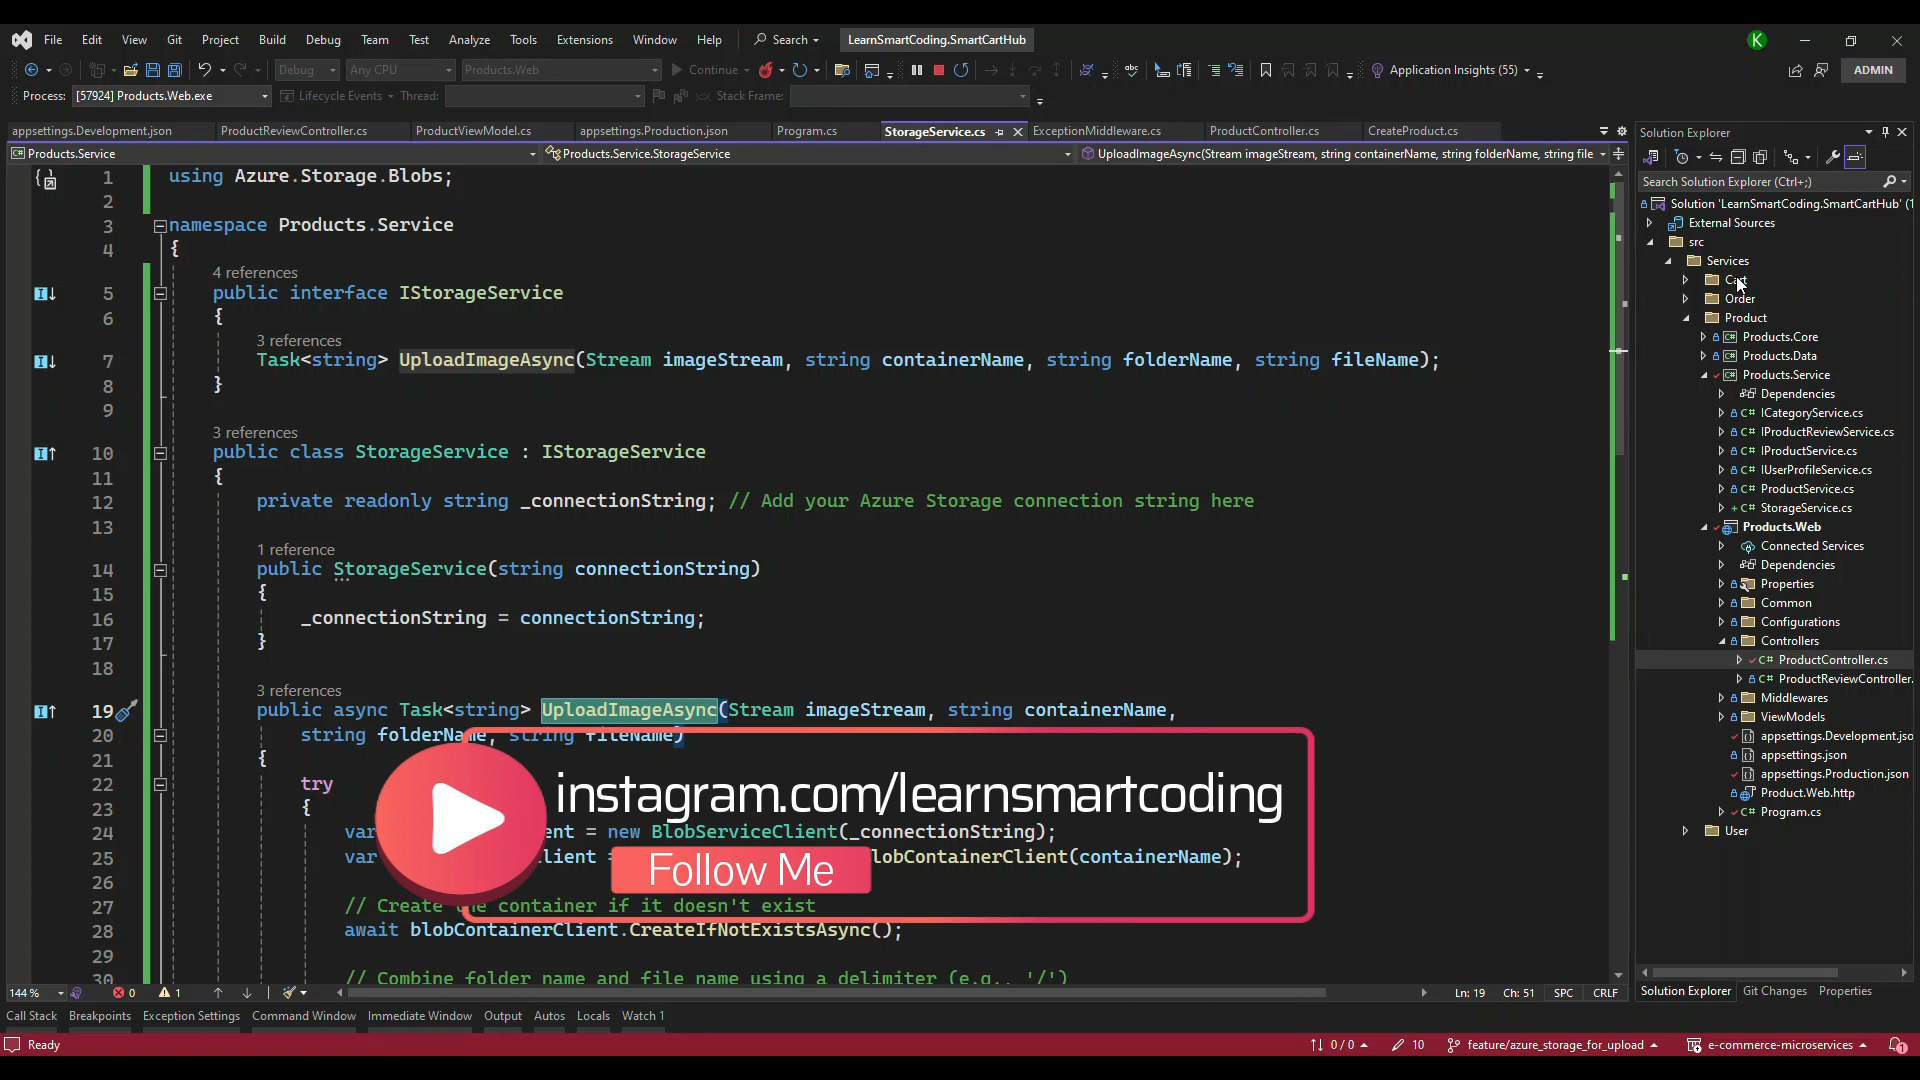 File Edit View Git Project Build Debug Team Test Analyze Tools Extensions Window Help Search LearnSmartCoding.SmartCartHub K
Debug Any CPU Products.Web Continue Application Insights (55) ADMIN
Process: [57924] Products.Web.exe Lifecycle Events Thread: Stack Frame:
appsettings.Development.json ProductReviewController.cs ProductViewModel.cs appsettings.Production.json Program.cs StorageService.cs ExceptionMiddleware.cs ProductController.cs CreateProduct.cs
Products.Service Products.Service.StorageService UploadImageAsync(Stream imageStream, string containerName, string folderName, string file
1 using Azure.Storage.Blobs;
2
3 namespace Products.Service
4 {
4 references
5 public interface IStorageService
6 {
3 references
7 Task<string> UploadImageAsync(Stream imageStream, string containerName, string folderName, string fileName);
8 }
9
3 references
10 public class StorageService : IStorageService
11 {
12 private readonly string _connectionString; // Add your Azure Storage connection string here
13
1 reference
14 public StorageService(string connectionString)
15 {
16 _connectionString = connectionString;
17 }
18
3 references
19 public async Task<string> UploadImageAsync(Stream imageStream, string containerName,
20 string folderName, string fileName)
21 {
22 try
23 {
24 var ent = new BlobServiceClient(_connectionString);
25 var lient = lobContainerClient(containerName);
26
27 // Create the container if it doesn't exist
28 await blobContainerClient.CreateIfNotExistsAsync();
29
30 // Combine folder name and file name using a delimiter (e.g., '/')
instagram.com/learnsmartcoding
Follow Me
144 % 0 1 Ln: 19 Ch: 51 SPC CRLF
Call Stack Breakpoints Exception Settings Command Window Immediate Window Output Autos Locals Watch 1
Ready 0 / 0 10 feature/azure_storage_for_upload e-commerce-microservices 1
Solution Explorer
Search Solution Explorer (Ctrl+;)
Solution 'LearnSmartCoding.SmartCartHub' (1
External Sources
src
Services
Cart
Order
Product
Products.Core
Products.Data
Products.Service
Dependencies
ICategoryService.cs
IProductReviewService.cs
IProductService.cs
IUserProfileService.cs
ProductService.cs
StorageService.cs
Products.Web
Connected Services
Dependencies
Properties
Common
Configurations
Controllers
ProductController.cs
ProductReviewController.
Middlewares
ViewModels
appsettings.Development.jso
appsettings.json
appsettings.Production.json
Product.Web.http
Program.cs
User
Solution Explorer Git Changes Properties